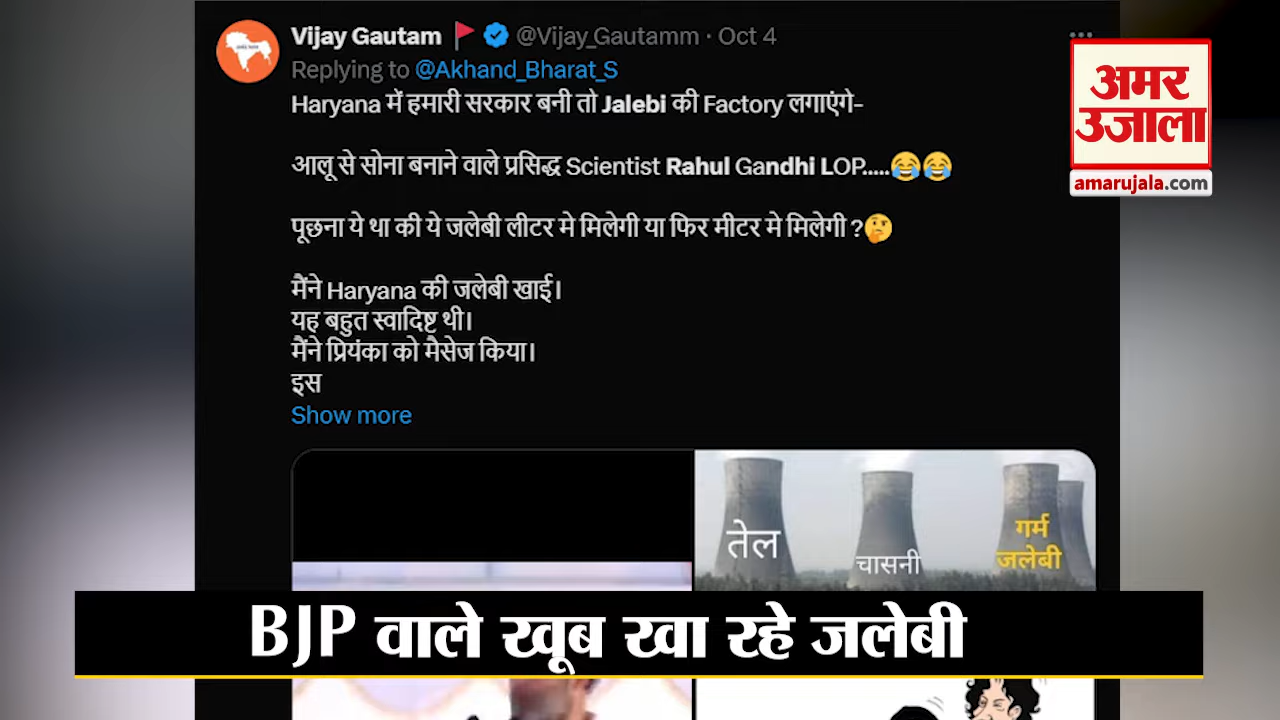 Vijay Gautam 🚩 @Vijay_Gautamm · Oct 4
Replying to @Akhand_Bharat_S
Haryana में हमारी सरकार बनी तो Jalebi की Factory लगाएंगे-
आलू से सोना बनाने वाले प्रसिद्ध Scientist Rahul Gandhi LOP.....😂😂
पूछना ये था की ये जलेबी लीटर मे मिलेगी या फिर मीटर मे मिलेगी ?🤔
मैंने Haryana की जलेबी खाई।
यह बहुत स्वादिष्ट थी।
मैंने प्रियंका को मैसेज किया।
इस
Show more
अमर
उजाला
amarujala.com
तेल
चासनी
गर्म
जलेबी
BJP वाले खूब खा रहे जलेबी